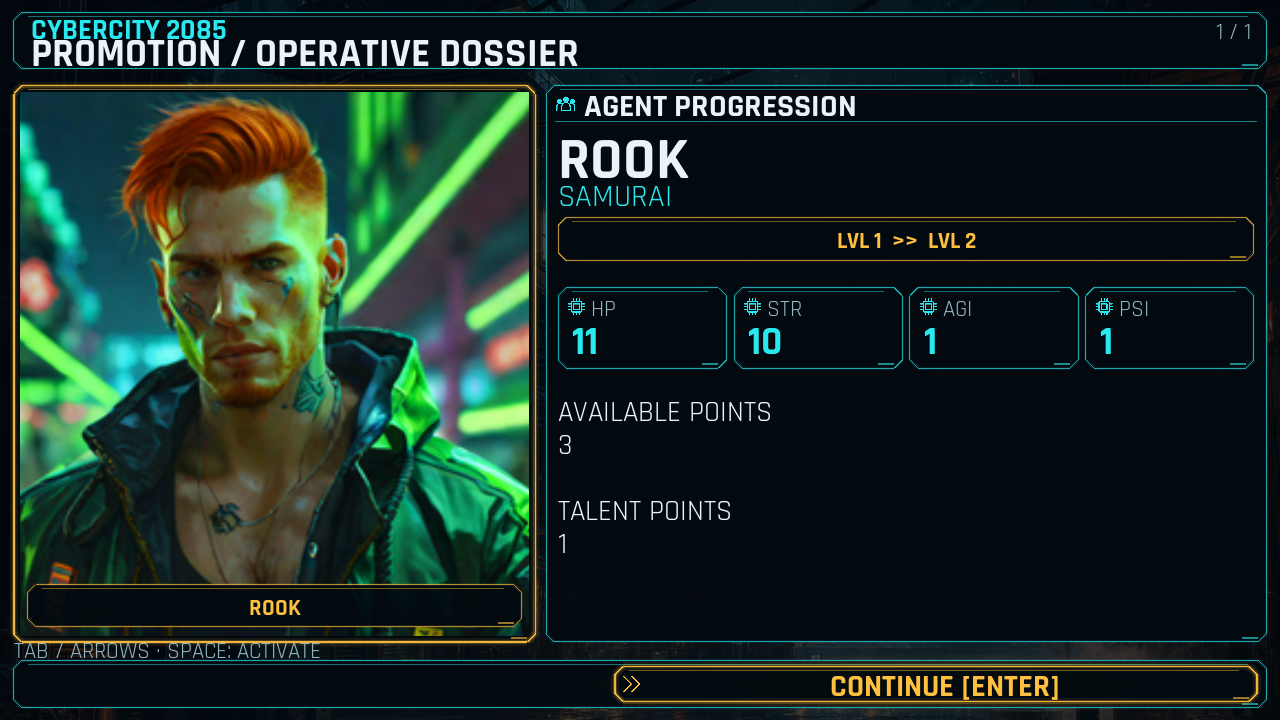 CYBERCITY 2085
PROMOTION / OPERATIVE DOSSIER
1 / 1
AGENT PROGRESSION
ROOK
SAMURAI
LVL 1 >> LVL 2
HP
11
STR
10
AGI
1
PSI
1
AVAILABLE POINTS
3
TALENT POINTS
1
ROOK
TAB / ARROWS · SPACE: ACTIVATE
CONTINUE [ENTER]